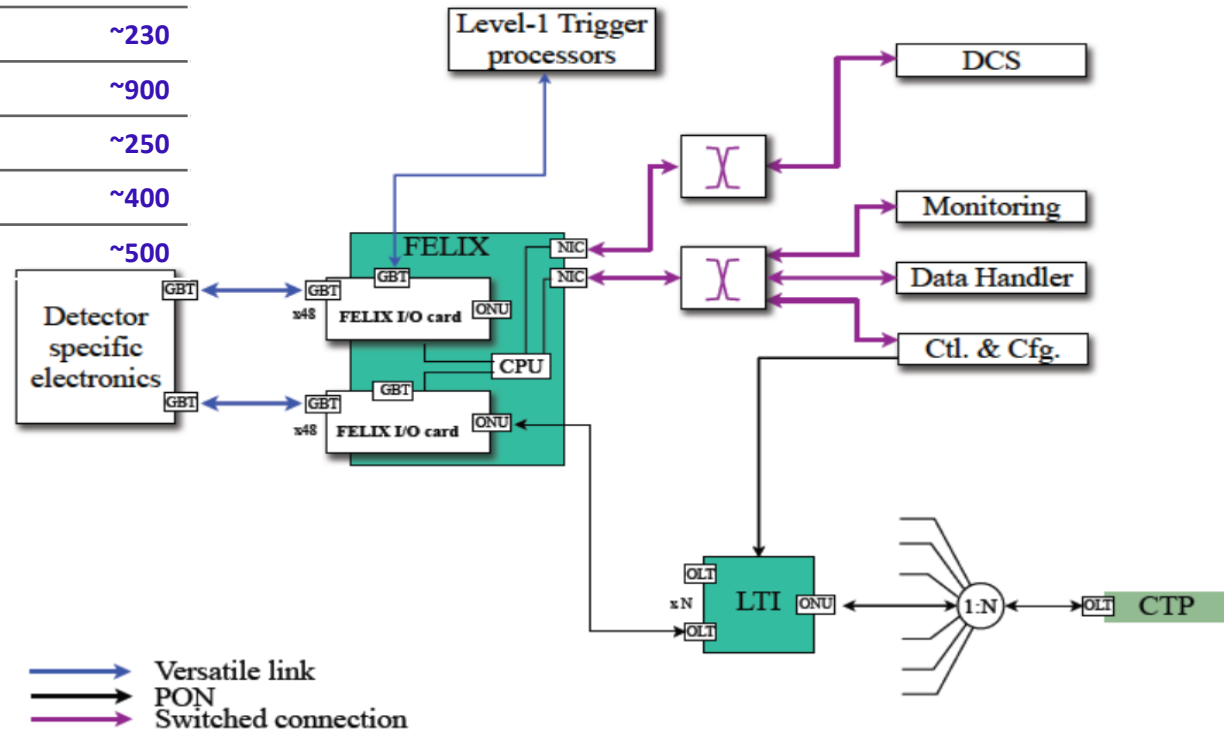 ~230
~900
~250
~400
~500
Level-1 Trigger
processors
DCS
Monitoring
Data Handler
Ctl. & Cfg.
FELIX
NIC
NIC
GBT
GBT
GBT
ONU
x48
FELIX I/O card
CPU
Detector
specific
electronics
GBT
GBT
GBT
ONU
x48
FELIX I/O card
OLT
x N
LTI
ONU
OLT
1:N
OLT
CTP
Versatile link
PON
Switched connection